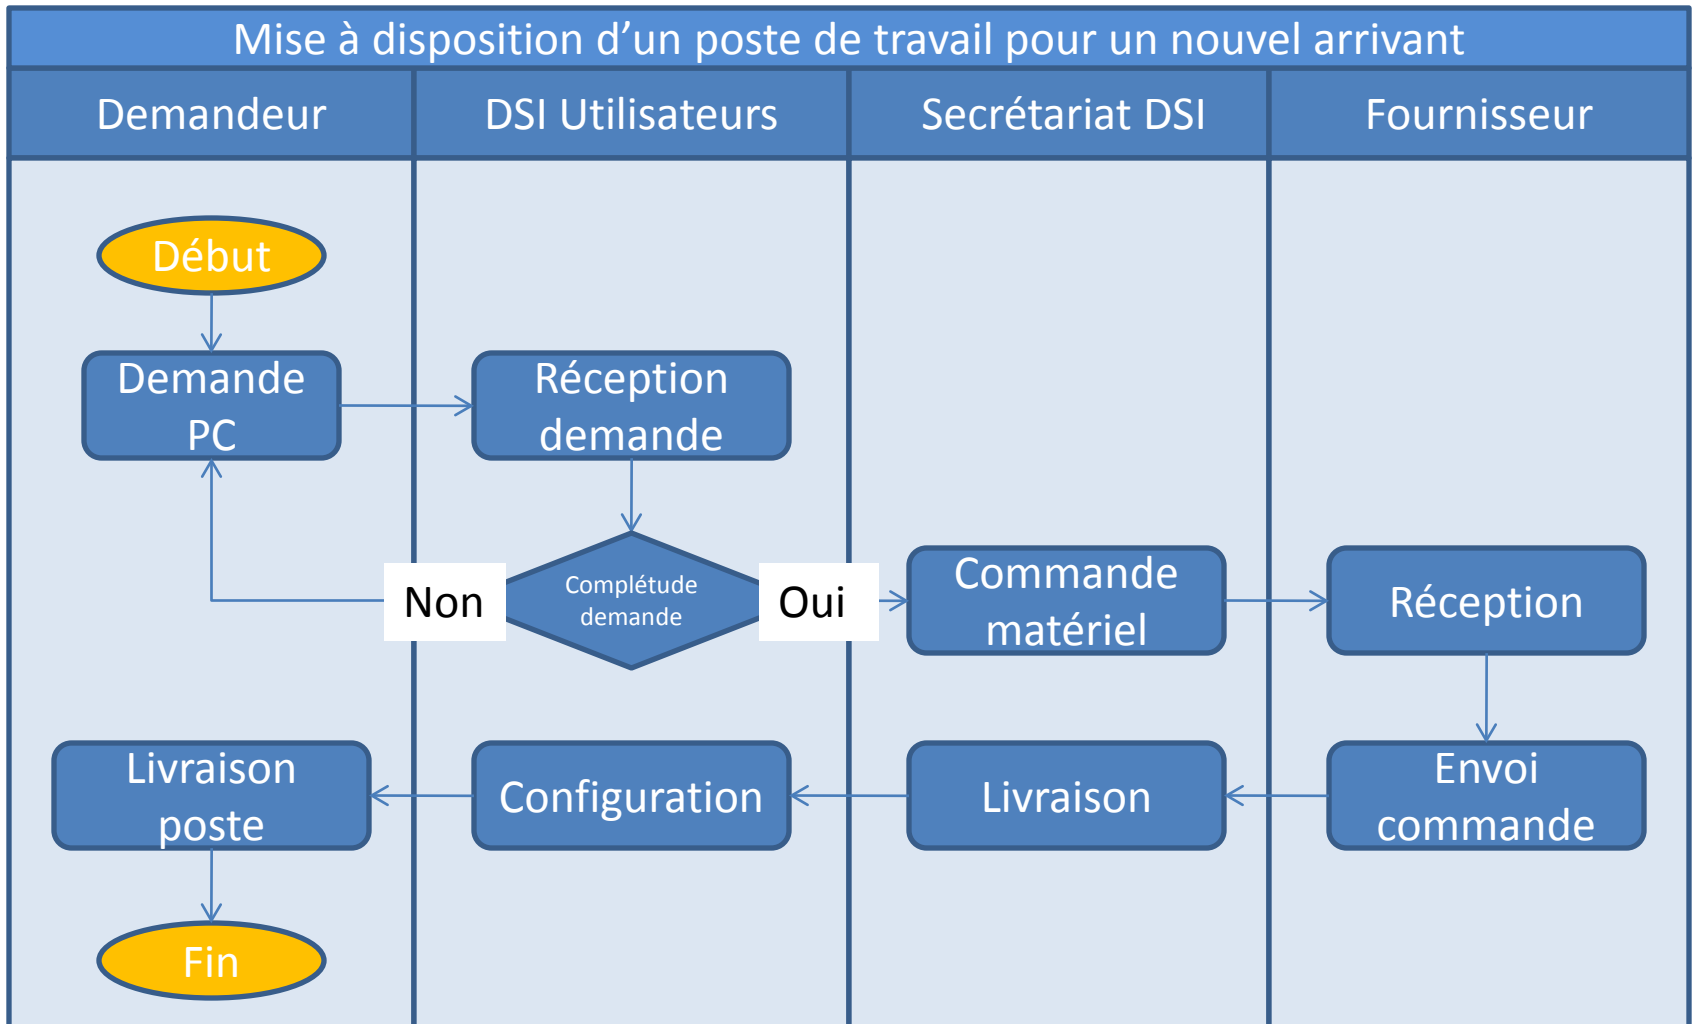 Mise à disposition d’un poste de travail pour un nouvel arrivant
Demandeur
DSI Utilisateurs
Secrétariat DSI
Fournisseur
Début
Demande
PC
Réception
demande
Complétude
demande
Non
Oui
Commande
matériel
Réception
Livraison
poste
Configuration
Livraison
Envoi
commande
Fin